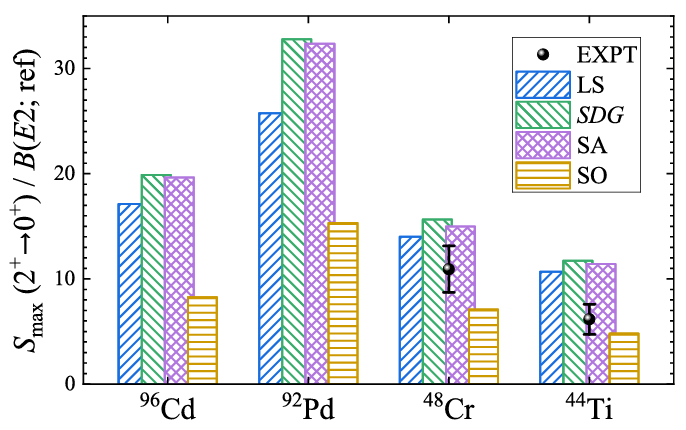 S_max (2⁺→0⁺) / B(E2; ref)
30
20
10
0
EXPT
LS
SDG
SA
SO
⁹⁶Cd
⁹²Pd
⁴⁸Cr
⁴⁴Ti